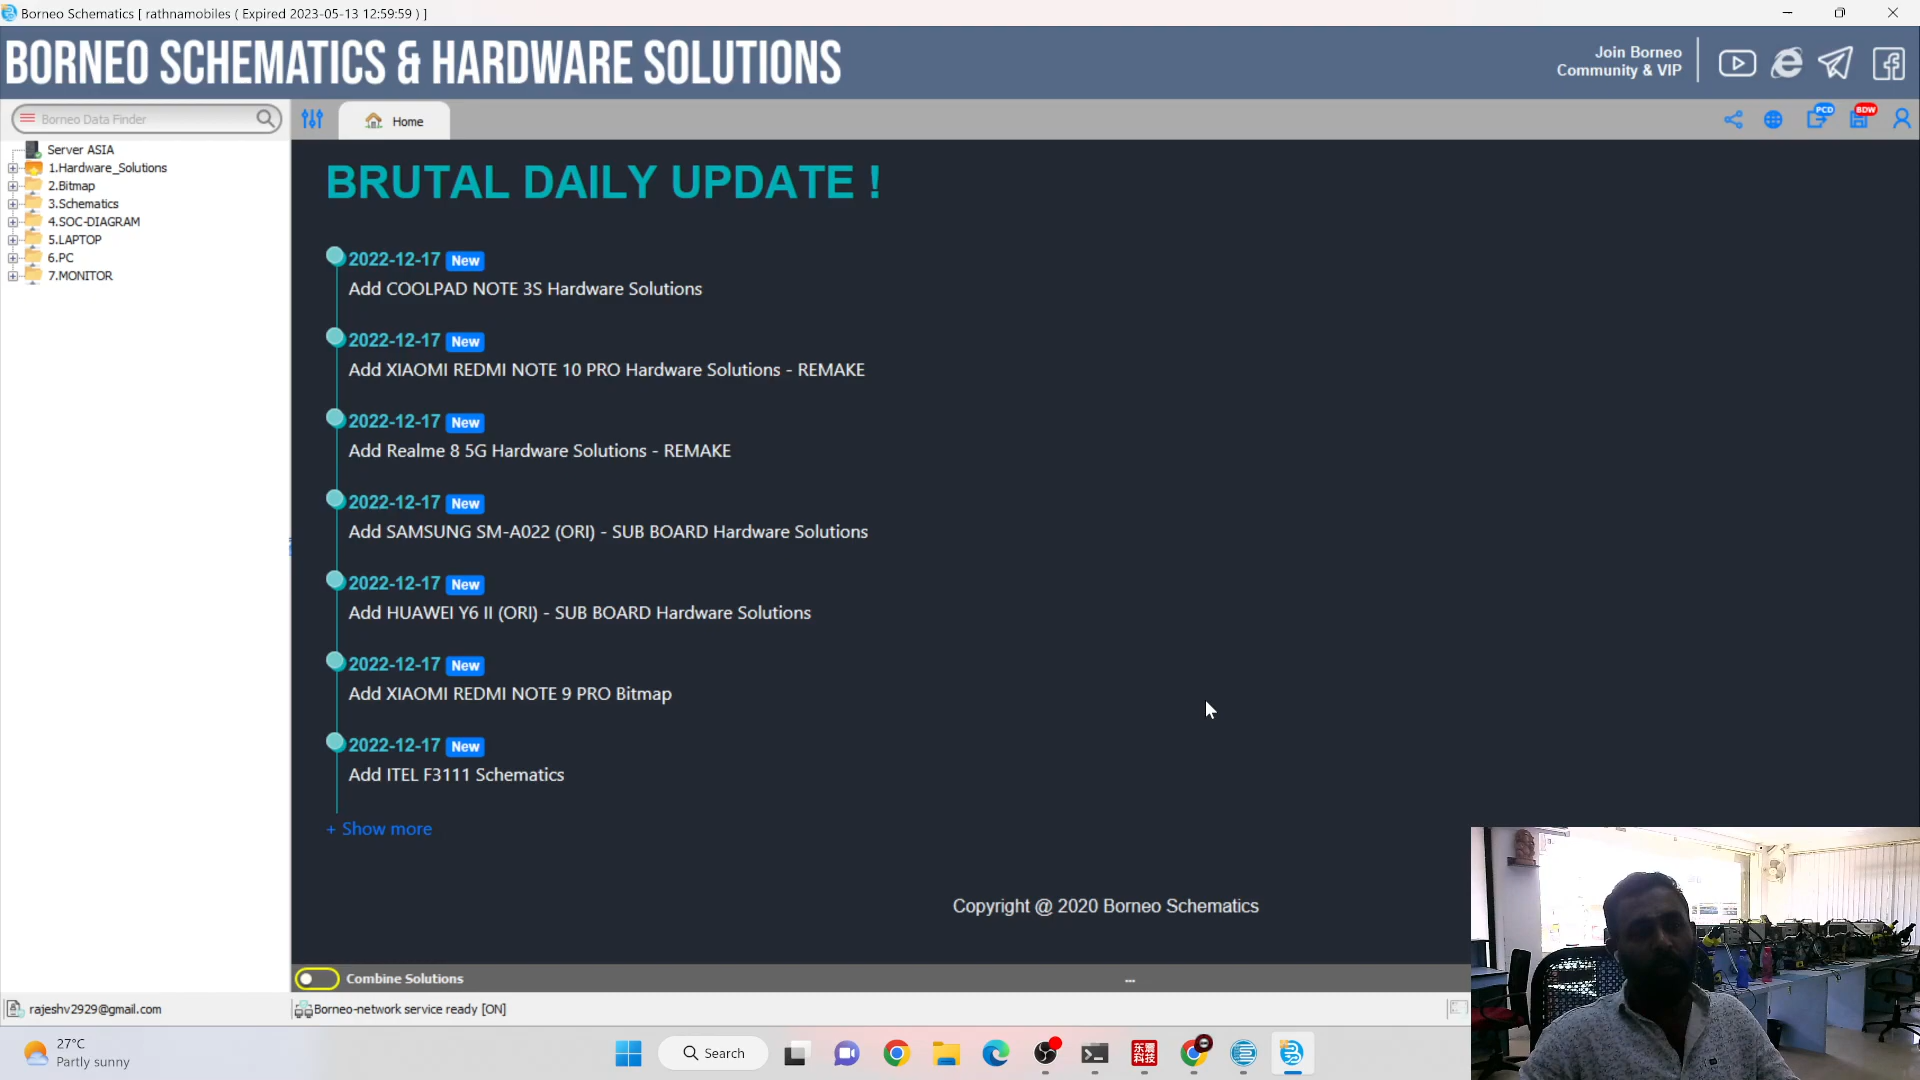 Borneo Schematics [ rathnamobiles ( Expired 2023-05-13 12:59:59 ) ]
BORNEO SCHEMATICS & HARDWARE SOLUTIONS
Join Borneo
Community & VIP
Borneo Data Finder
Home
PCD
BDW
Server ASIA
1.Hardware_Solutions
2.Bitmap
3.Schematics
4.SOC-DIAGRAM
5.LAPTOP
6.PC
7.MONITOR
BRUTAL DAILY UPDATE !
2022-12-17 New
Add COOLPAD NOTE 3S Hardware Solutions
2022-12-17 New
Add XIAOMI REDMI NOTE 10 PRO Hardware Solutions - REMAKE
2022-12-17 New
Add Realme 8 5G Hardware Solutions - REMAKE
2022-12-17 New
Add SAMSUNG SM-A022 (ORI) - SUB BOARD Hardware Solutions
2022-12-17 New
Add HUAWEI Y6 II (ORI) - SUB BOARD Hardware Solutions
2022-12-17 New
Add XIAOMI REDMI NOTE 9 PRO Bitmap
2022-12-17 New
Add ITEL F3111 Schematics
+ Show more
Copyright @ 2020 Borneo Schematics
Combine Solutions
...
rajeshv2929@gmail.com
Borneo-network service ready [ON]
27°C
Partly sunny
Search
东震
科技